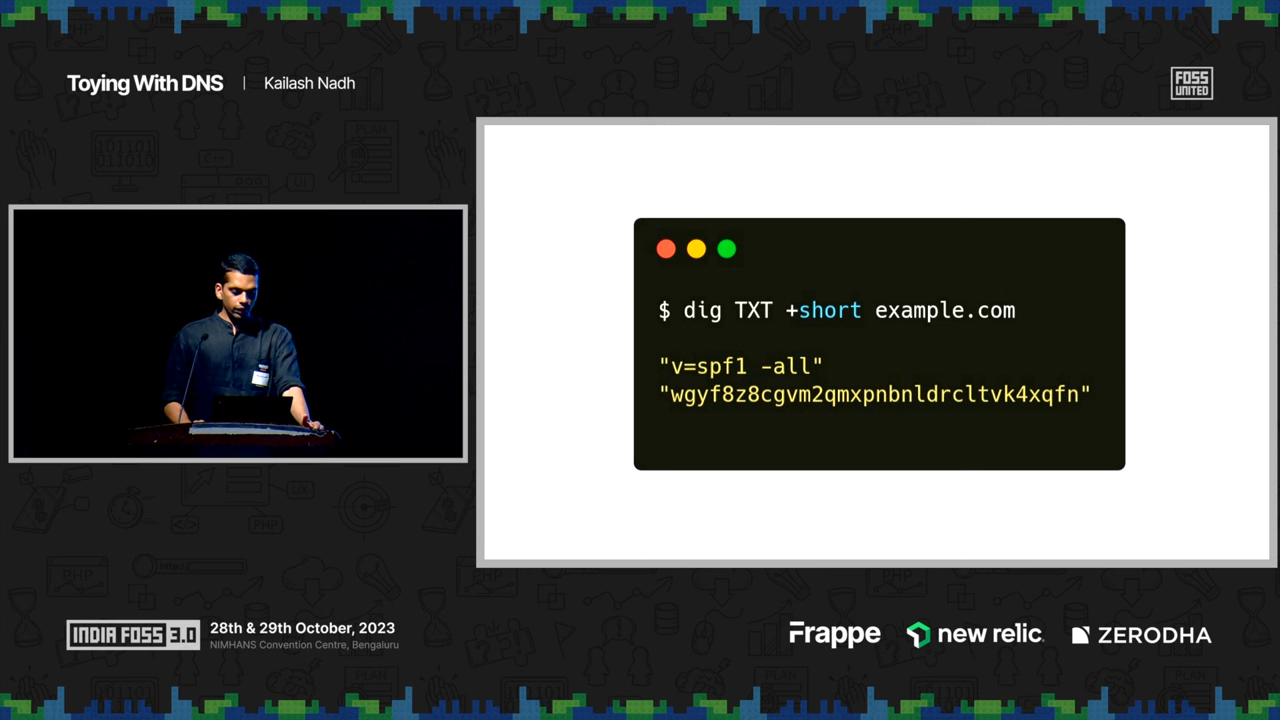 Toying With DNS | Kailash Nadh
FOSS
UNITED
$ dig TXT +short example.com
"v=spf1 -all"
"wgyf8z8cgvm2qmxpnbnldrcltvk4xqfn"
INDIA FOSS 3.0
28th & 29th October, 2023
NIMHANS Convention Centre, Bengaluru
Frappe
new relic
ZERODHA